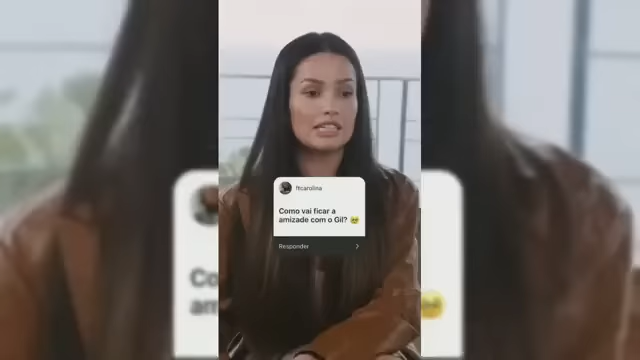 ftcarolina
Como vai ficar a
amizade com o Gil? 🥹
Responder
Co
am